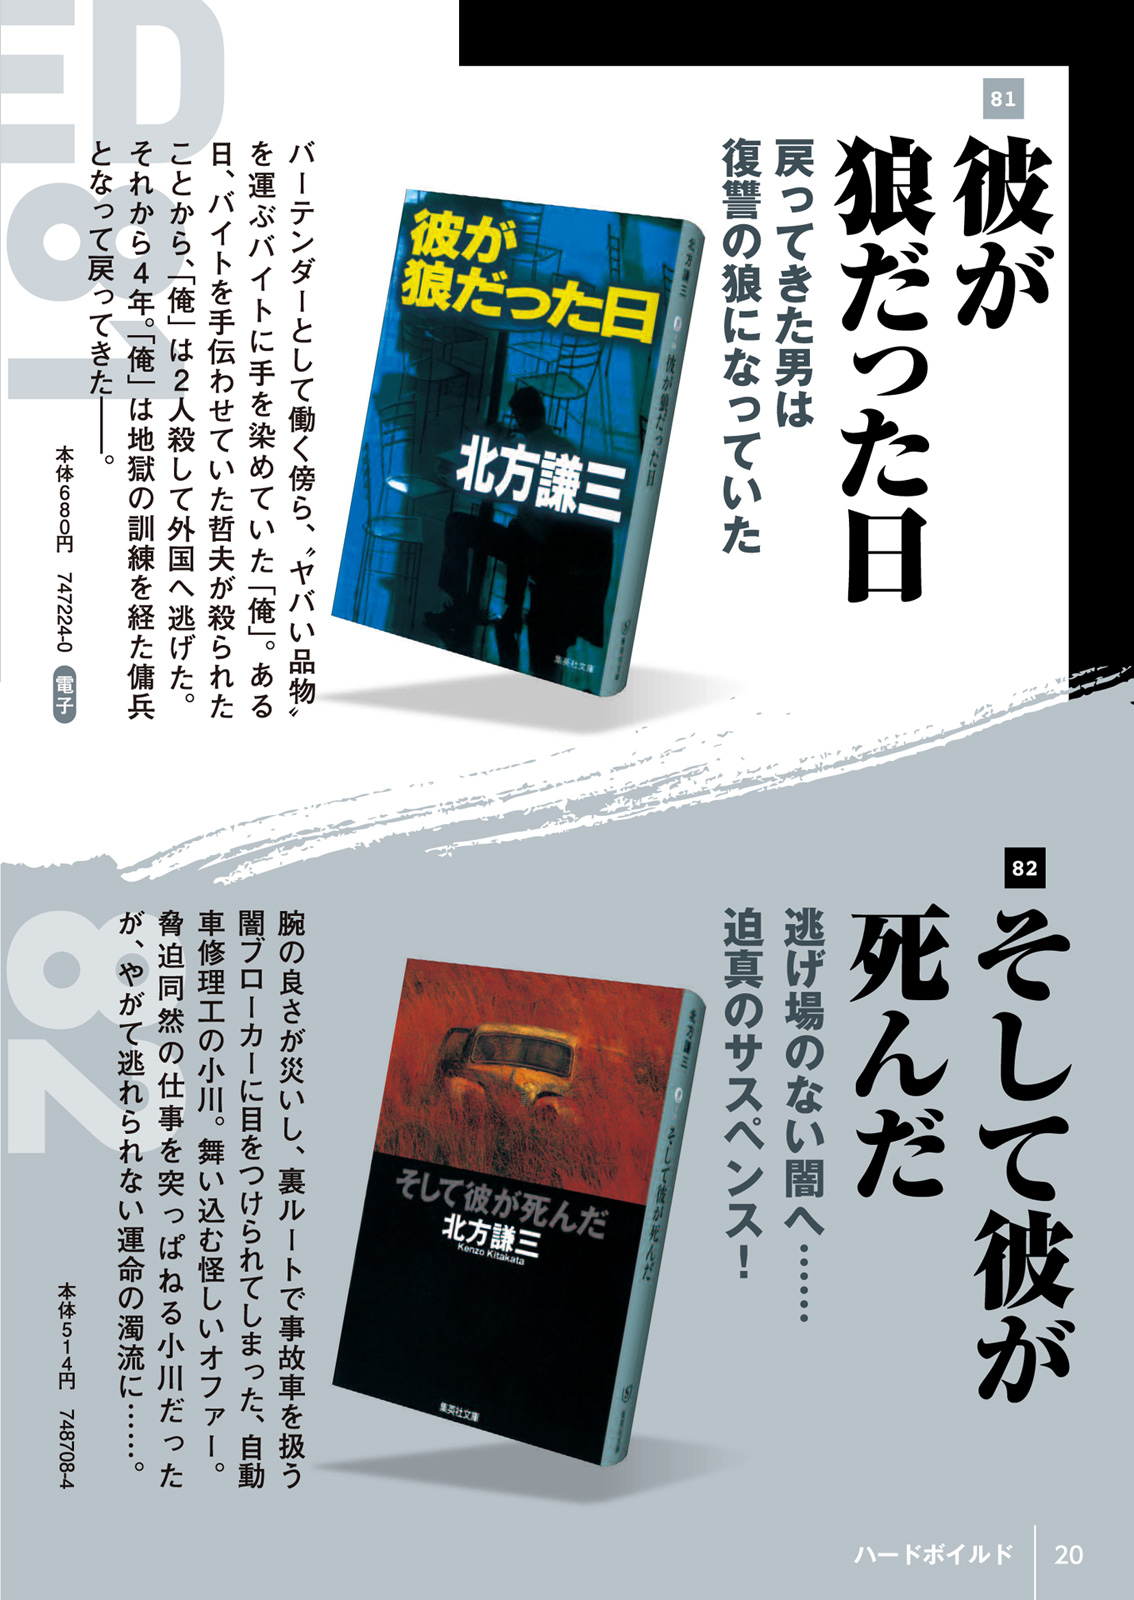 81
彼が
狼だった日
戻ってきた男は
復讐の狼になっていた
彼が
狼だった日
北方謙三
集英社文庫
北方謙三
彼が狼だった日
集英社文庫
バーテンダーとして働く傍ら、〝ヤバい品物〟
を運ぶバイトに手を染めていた「俺」。ある
日、バイトを手伝わせていた哲夫が殺られた
ことから、「俺」は2人殺して外国へ逃げた。
それから4年。「俺」は地獄の訓練を経た傭兵
となって戻ってきた——。
本体680円 747224-0 電子
ED
81
82
そして彼が
死んだ
逃げ場のない闇へ……
迫真のサスペンス!
そして彼が死んだ
北方謙三
Kenzo Kitakata
集英社文庫
北方謙三
そして彼が死んだ
集英社文庫
腕の良さが災いし、裏ルートで事故車を扱う
闇ブローカーに目をつけられてしまった、自動
車修理工の小川。舞い込む怪しいオファー。
脅迫同然の仕事を突っぱねる小川だった
が、やがて逃れられない運命の濁流に……。
本体514円 748708-4
82
ハードボイルド
20